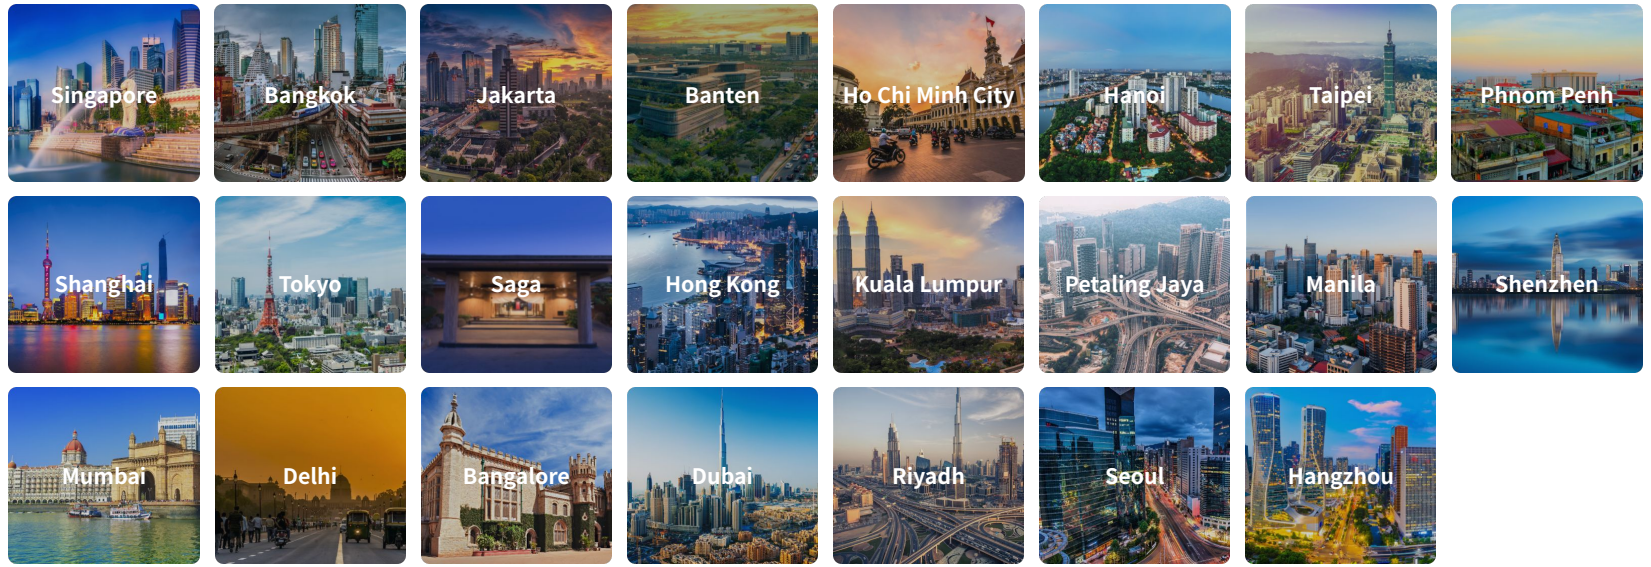 Singapore
Bangkok
Jakarta
Banten
Ho Chi Minh City
Hanoi
Taipei
Phnom Penh
Shanghai
Tokyo
Saga
Hong Kong
Kuala Lumpur
Petaling Jaya
Manila
Shenzhen
Mumbai
Delhi
Bangalore
Dubai
Riyadh
Seoul
Hangzhou